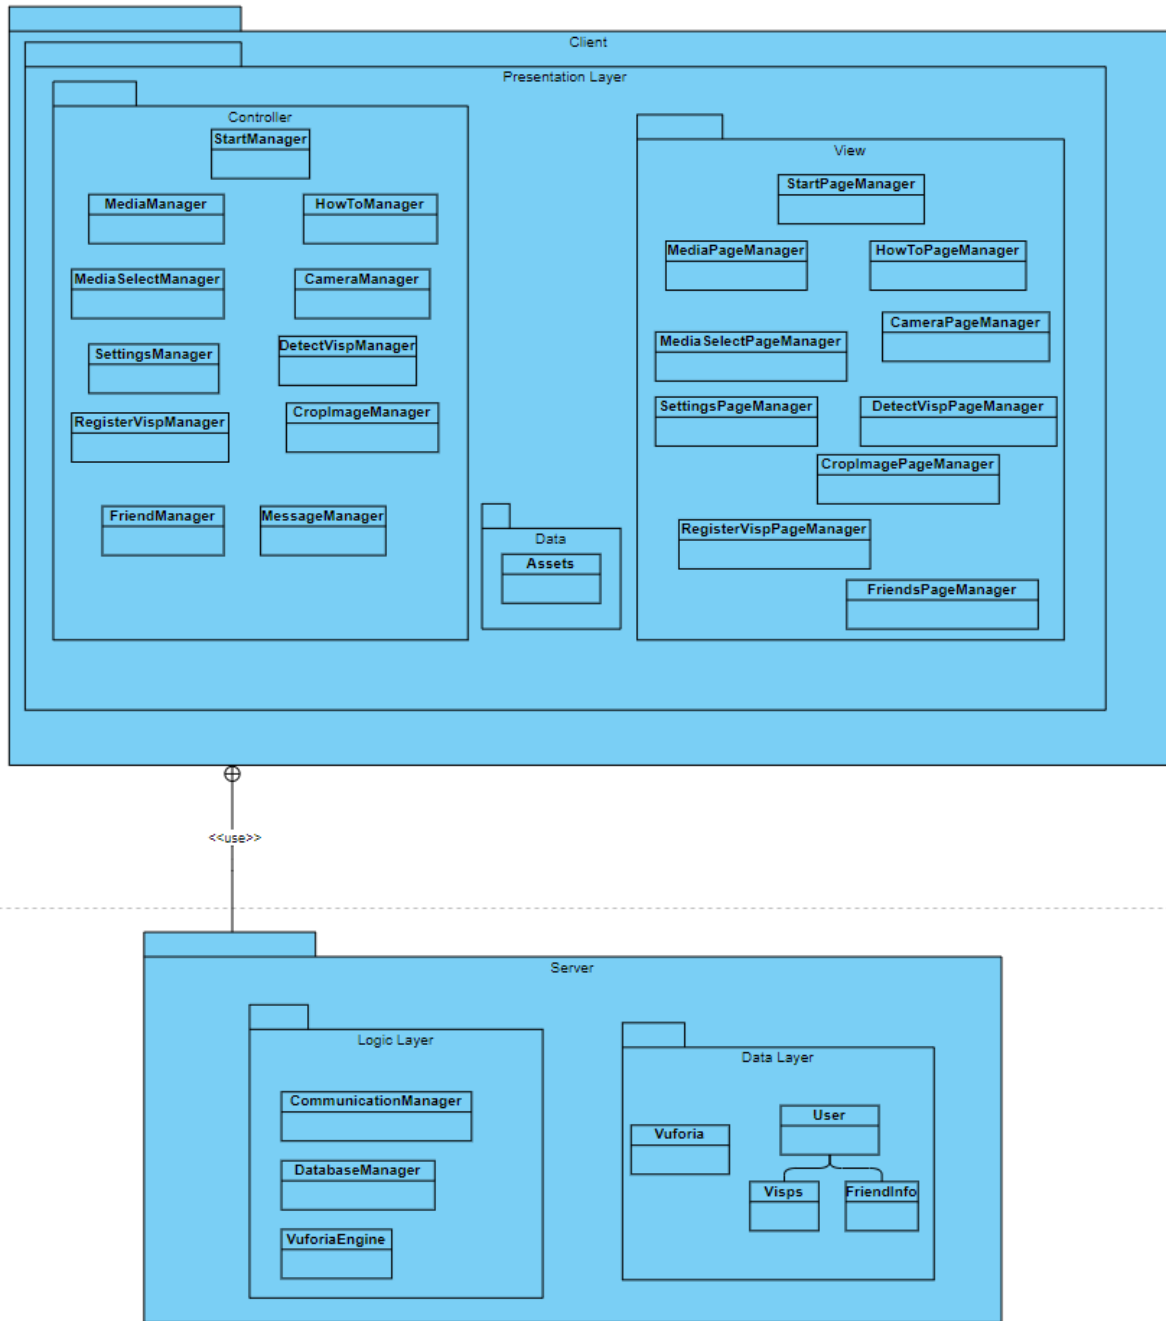 Client
Presentation Layer
Controller
StartManager
MediaManager
HowToManager
MediaSelectManager
CameraManager
SettingsManager
DetectVispManager
RegisterVispManager
CropImageManager
FriendManager
MessageManager
Data
Assets
View
StartPageManager
MediaPageManager
HowToPageManager
CameraPageManager
MediaSelectPageManager
SettingsPageManager
DetectVispPageManager
CropImagePageManager
RegisterVispPageManager
FriendsPageManager
<<use>>
Server
Logic Layer
CommunicationManager
DatabaseManager
VuforiaEngine
Data Layer
User
Vuforia
Visps
FriendInfo